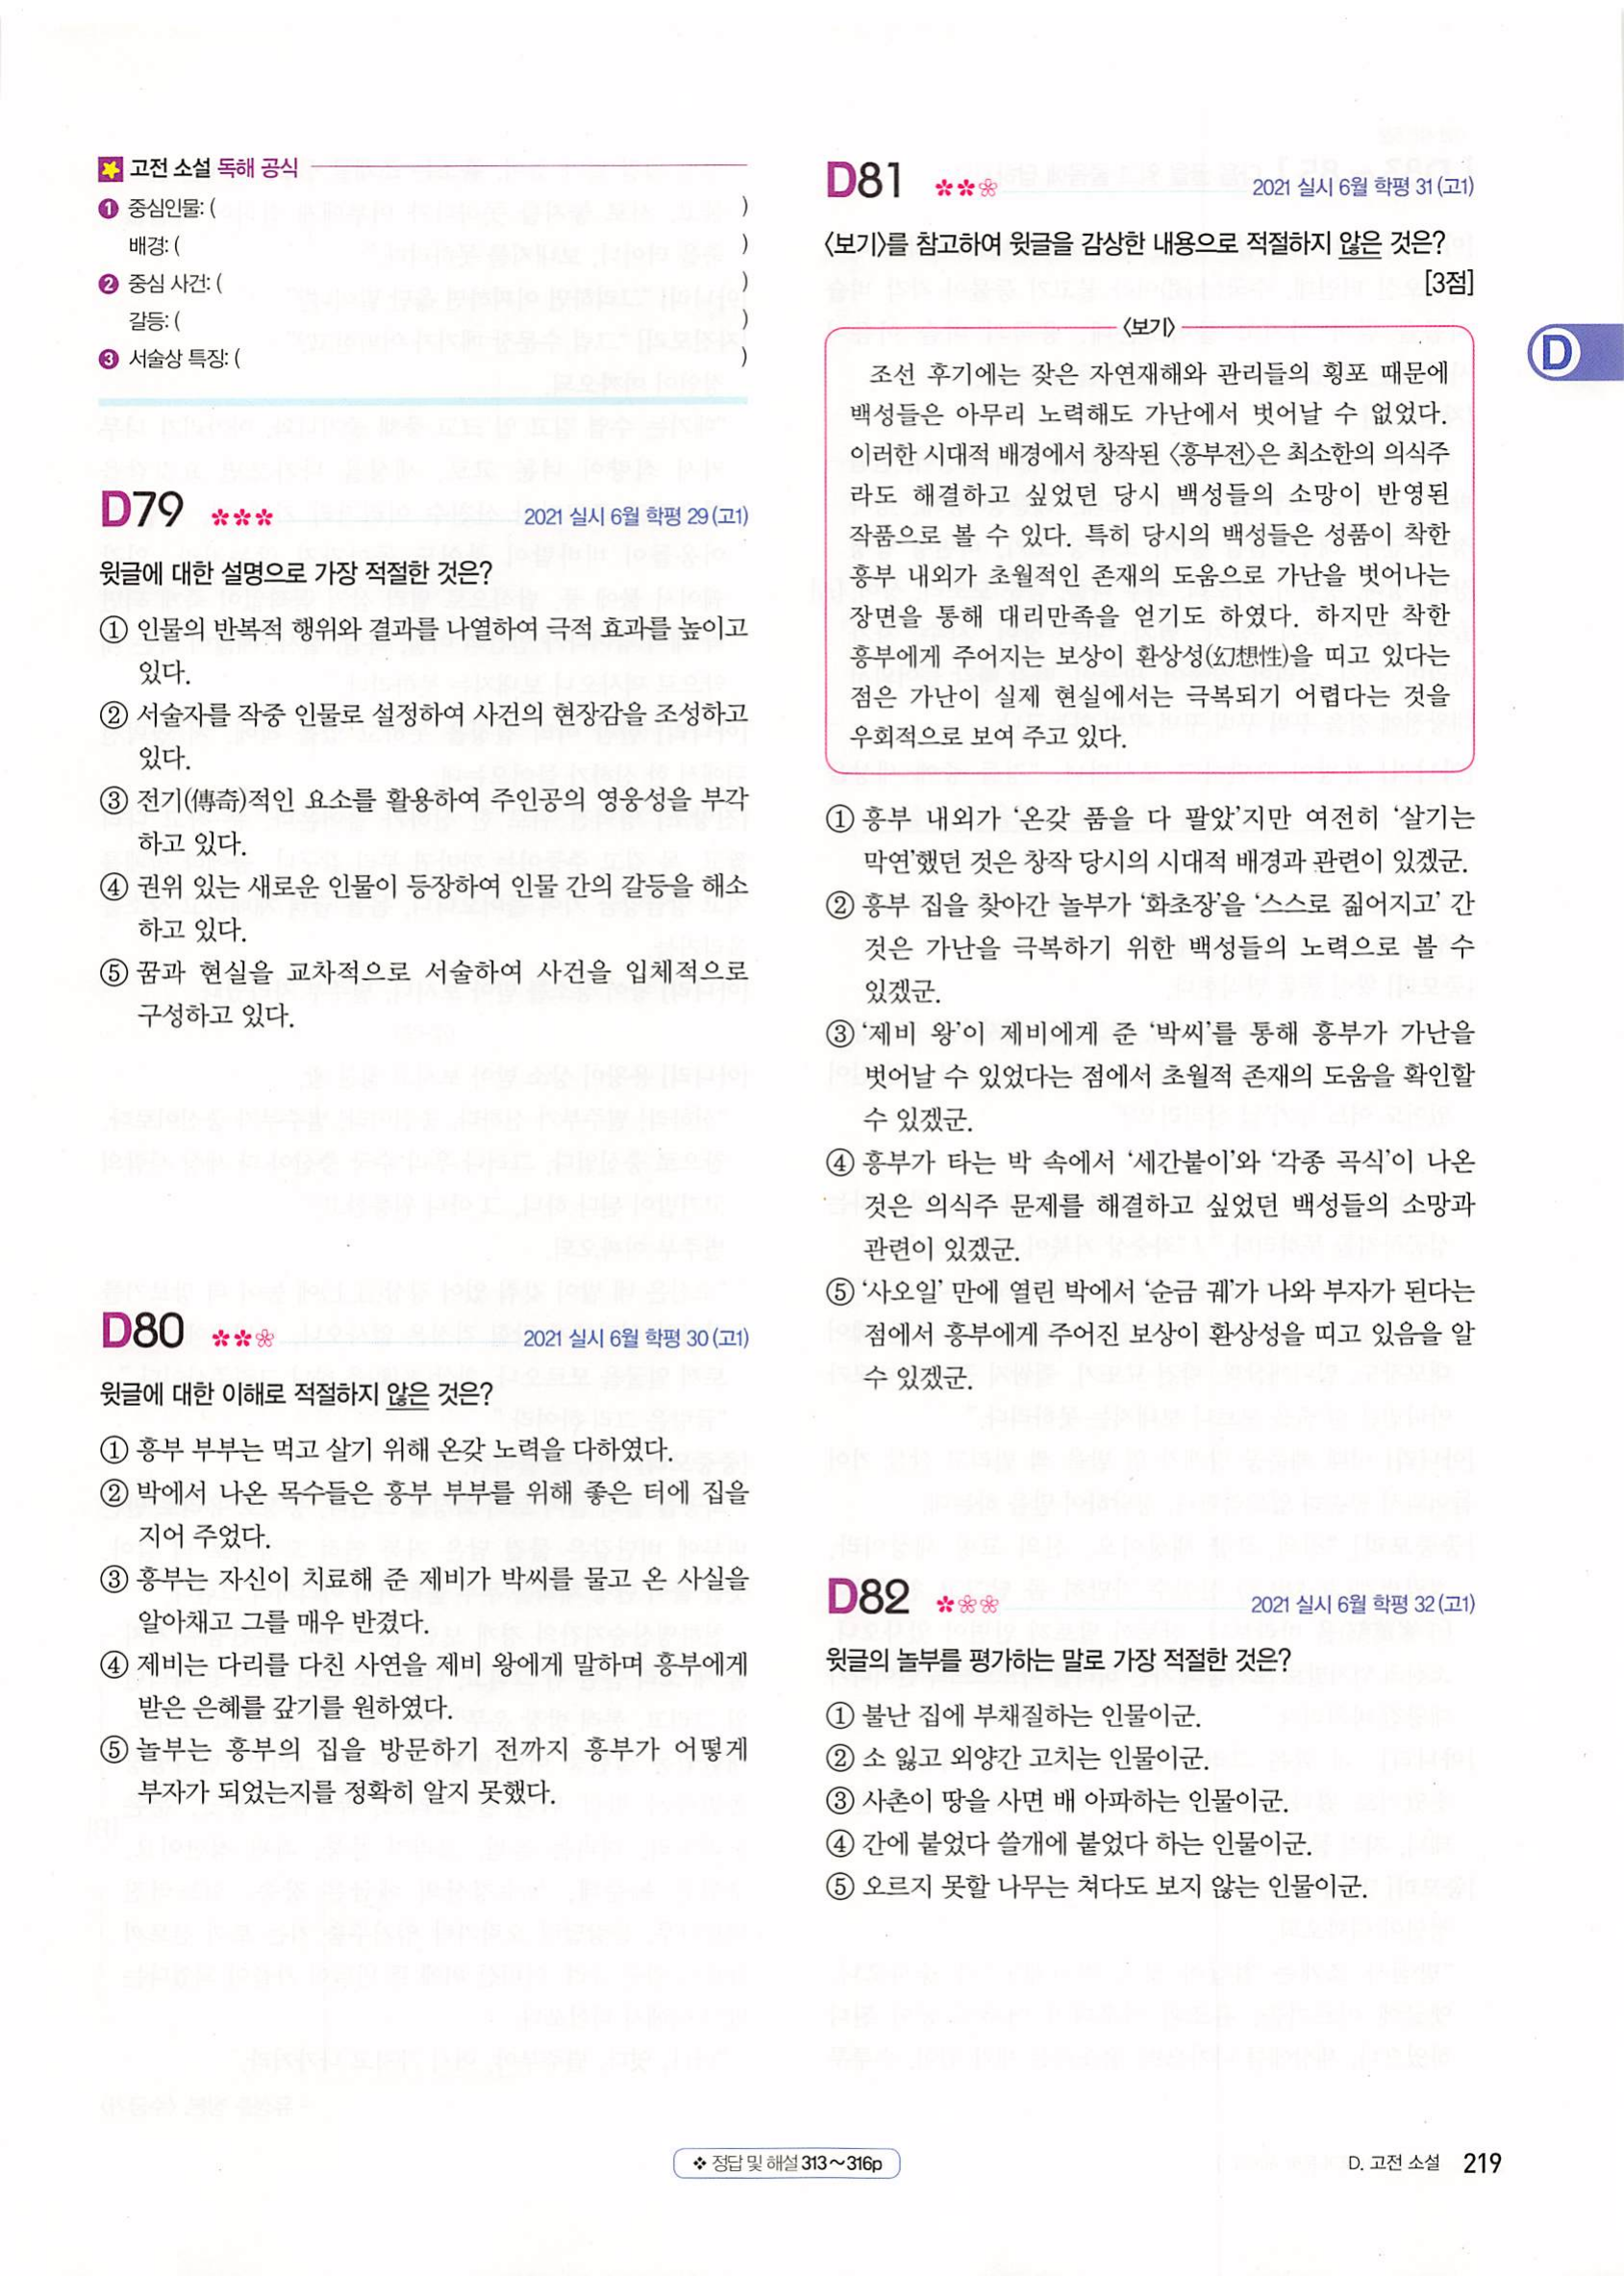 고전 소설 독해 공식
❶ 중심인물: ( )
배경: ( )
❷ 중심 사건: ( )
갈등: ( )
❸ 서술상 특징: ( )
D79 2021 실시 6월 학평 29 (고1)
윗글에 대한 설명으로 가장 적절한 것은?
① 인물의 반복적 행위와 결과를 나열하여 극적 효과를 높이고
있다.
② 서술자를 작중 인물로 설정하여 사건의 현장감을 조성하고
있다.
③ 전기(傳奇)적인 요소를 활용하여 주인공의 영웅성을 부각
하고 있다.
④ 권위 있는 새로운 인물이 등장하여 인물 간의 갈등을 해소
하고 있다.
⑤ 꿈과 현실을 교차적으로 서술하여 사건을 입체적으로
구성하고 있다.
D80 2021 실시 6월 학평 30 (고1)
윗글에 대한 이해로 적절하지 않은 것은?
① 흥부 부부는 먹고 살기 위해 온갖 노력을 다하였다.
② 박에서 나온 목수들은 흥부 부부를 위해 좋은 터에 집을
지어 주었다.
③ 흥부는 자신이 치료해 준 제비가 박씨를 물고 온 사실을
알아채고 그를 매우 반겼다.
④ 제비는 다리를 다친 사연을 제비 왕에게 말하며 흥부에게
받은 은혜를 갚기를 원하였다.
⑤ 놀부는 흥부의 집을 방문하기 전까지 흥부가 어떻게
부자가 되었는지를 정확히 알지 못했다.
D81 2021 실시 6월 학평 31 (고1)
〈보기〉를 참고하여 윗글을 감상한 내용으로 적절하지 않은 것은?
[3점]
〈보기〉
조선 후기에는 잦은 자연재해와 관리들의 횡포 때문에
백성들은 아무리 노력해도 가난에서 벗어날 수 없었다.
이러한 시대적 배경에서 창작된 〈흥부전〉은 최소한의 의식주
라도 해결하고 싶었던 당시 백성들의 소망이 반영된
작품으로 볼 수 있다. 특히 당시의 백성들은 성품이 착한
흥부 내외가 초월적인 존재의 도움으로 가난을 벗어나는
장면을 통해 대리만족을 얻기도 하였다. 하지만 착한
흥부에게 주어지는 보상이 환상성(幻想性)을 띠고 있다는
점은 가난이 실제 현실에서는 극복되기 어렵다는 것을
우회적으로 보여 주고 있다.
① 흥부 내외가 ‘온갖 품을 다 팔았’지만 여전히 ‘살기는
막연’했던 것은 창작 당시의 시대적 배경과 관련이 있겠군.
② 흥부 집을 찾아간 놀부가 ‘화초장’을 ‘스스로 짊어지고’ 간
것은 가난을 극복하기 위한 백성들의 노력으로 볼 수
있겠군.
③ ‘제비 왕’이 제비에게 준 ‘박씨’를 통해 흥부가 가난을
벗어날 수 있었다는 점에서 초월적 존재의 도움을 확인할
수 있겠군.
④ 흥부가 타는 박 속에서 ‘세간붙이’와 ‘각종 곡식’이 나온
것은 의식주 문제를 해결하고 싶었던 백성들의 소망과
관련이 있겠군.
⑤ ‘사오일’ 만에 열린 박에서 ‘순금 궤’가 나와 부자가 된다는
점에서 흥부에게 주어진 보상이 환상성을 띠고 있음을 알
수 있겠군.
D82 2021 실시 6월 학평 32 (고1)
윗글의 놀부를 평가하는 말로 가장 적절한 것은?
① 불난 집에 부채질하는 인물이군.
② 소 잃고 외양간 고치는 인물이군.
③ 사촌이 땅을 사면 배 아파하는 인물이군.
④ 간에 붙었다 쓸개에 붙었다 하는 인물이군.
⑤ 오르지 못할 나무는 쳐다도 보지 않는 인물이군.
D
❖ 정답 및 해설 313~316p
D. 고전 소설 219